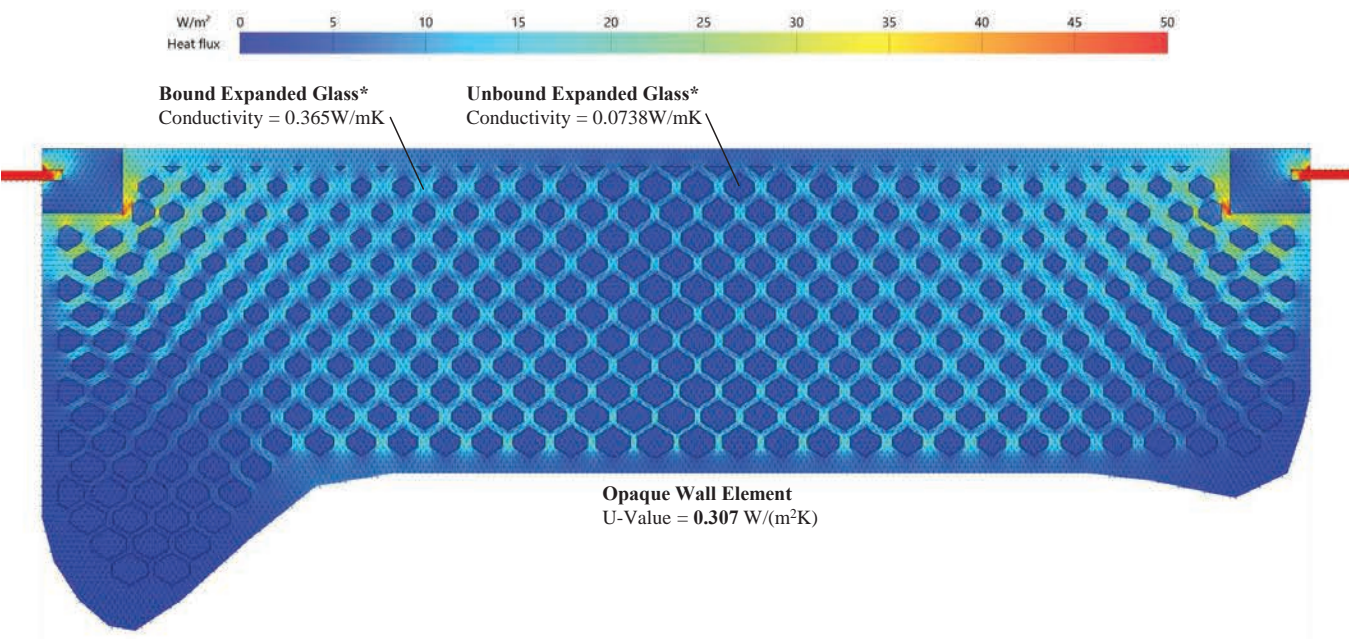 W/m² 0 5 10 15 20 25 30 35 40 45 50
Heat flux
Bound Expanded Glass* Unbound Expanded Glass*
Conductivity = 0.365W/mK Conductivity = 0.0738W/mK
Opaque Wall Element
U-Value = 0.307 W/(m²K)